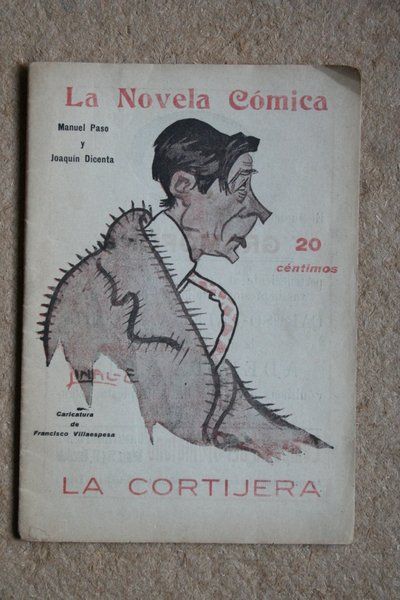 La Novela Cómica
Manuel Paso
y
Joaquín Dicenta
20
céntimos
Caricatura
de
Francisco Villaespesa
LA CORTIJERA